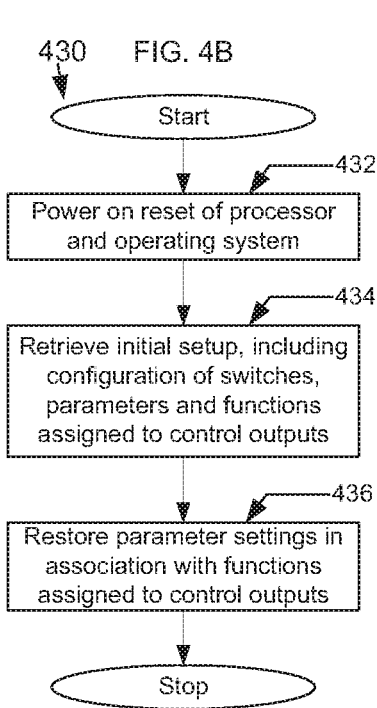 430 FIG. 4B
Start
432
Power on reset of processor
and operating system
434
Retrieve initial setup, including
configuration of switches,
parameters and functions
assigned to control outputs
436
Restore parameter settings in
association with functions
assigned to control outputs
Stop